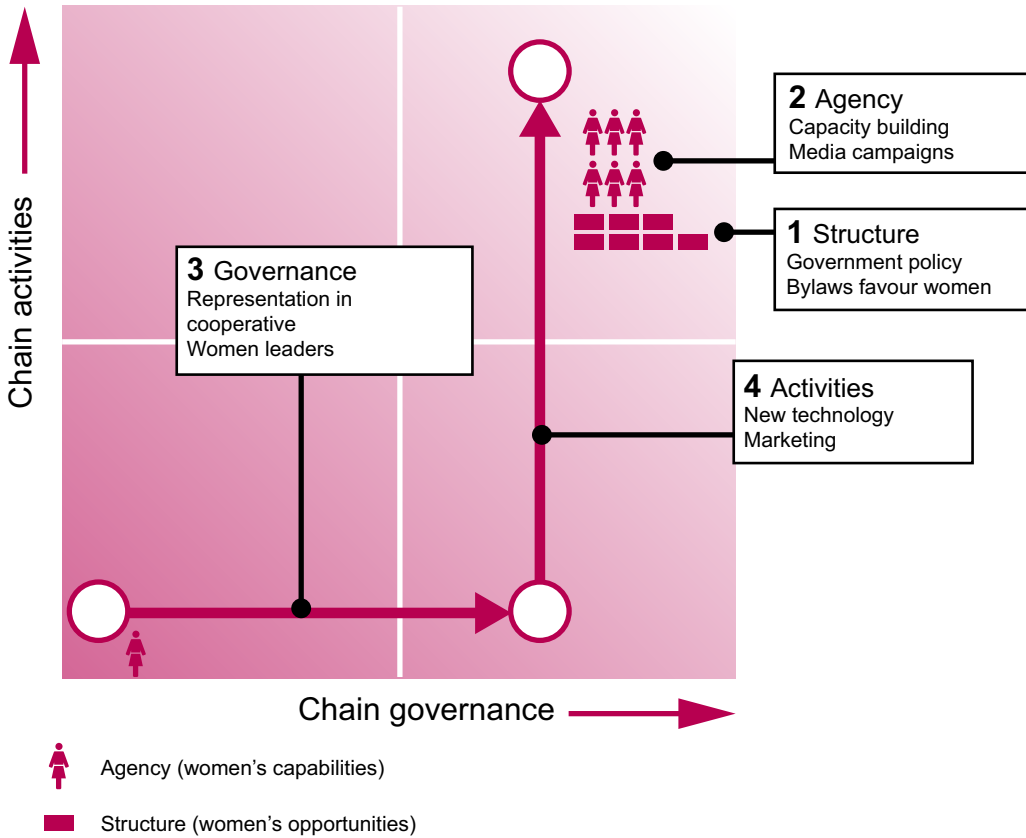 Chain activities
2 Agency
Capacity building
Media campaigns
1 Structure
Government policy
Bylaws favour women
3 Governance
Representation in
cooperative
Women leaders
4 Activities
New technology
Marketing
Chain governance
Agency (women’s capabilities)
Structure (women’s opportunities)